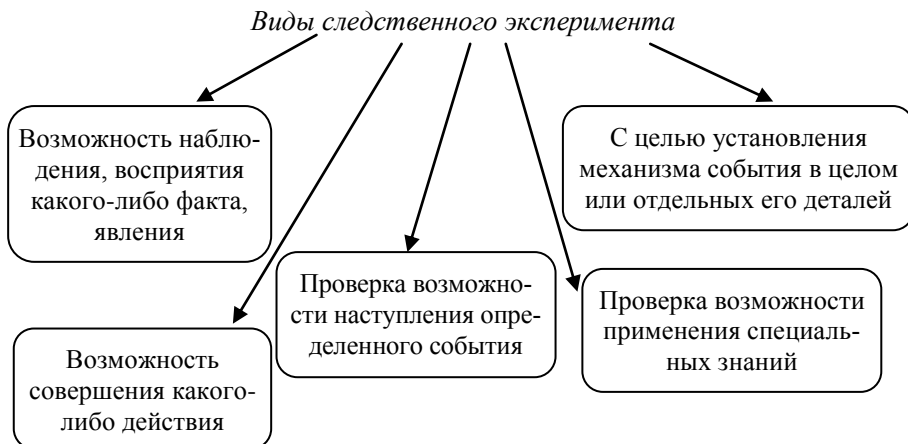 Виды следственного эксперимента
Возможность наблю-
дения, восприятия
какого-либо факта,
явления
С целью установления
механизма события в целом
или отдельных его деталей
Проверка возможно-
сти наступления опре-
деленного события
Проверка возможности
применения специаль-
ных знаний
Возможность
совершения какого-
либо действия